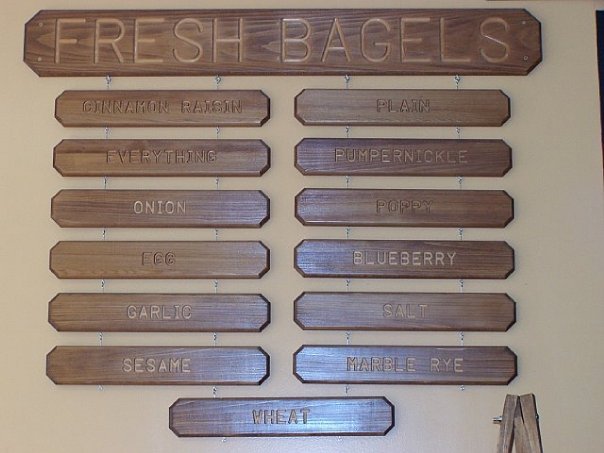 FRESH BAGELS
CINNAMON RAISIN
PLAIN
EVERYTHING
PUMPERNICKLE
ONION
POPPY
EGG
BLUEBERRY
GARLIC
SALT
SESAME
MARBLE RYE
WHEAT